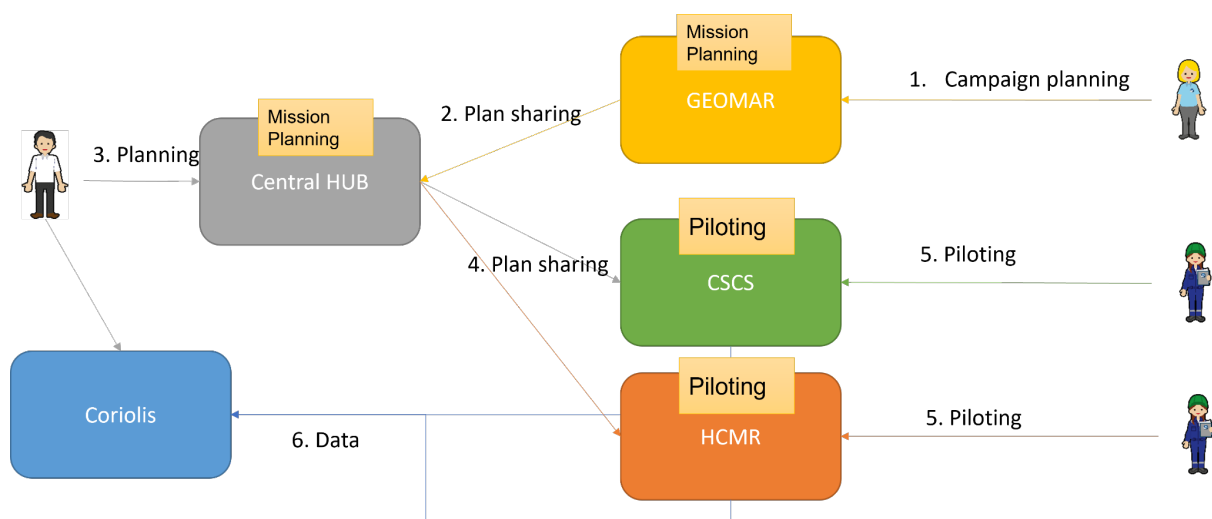 Mission
Planning
GEOMAR
1. Campaign planning
2. Plan sharing
Mission
Planning
Central HUB
3. Planning
Piloting
CSCS
4. Plan sharing
5. Piloting
Piloting
HCMR
5. Piloting
Coriolis
6. Data